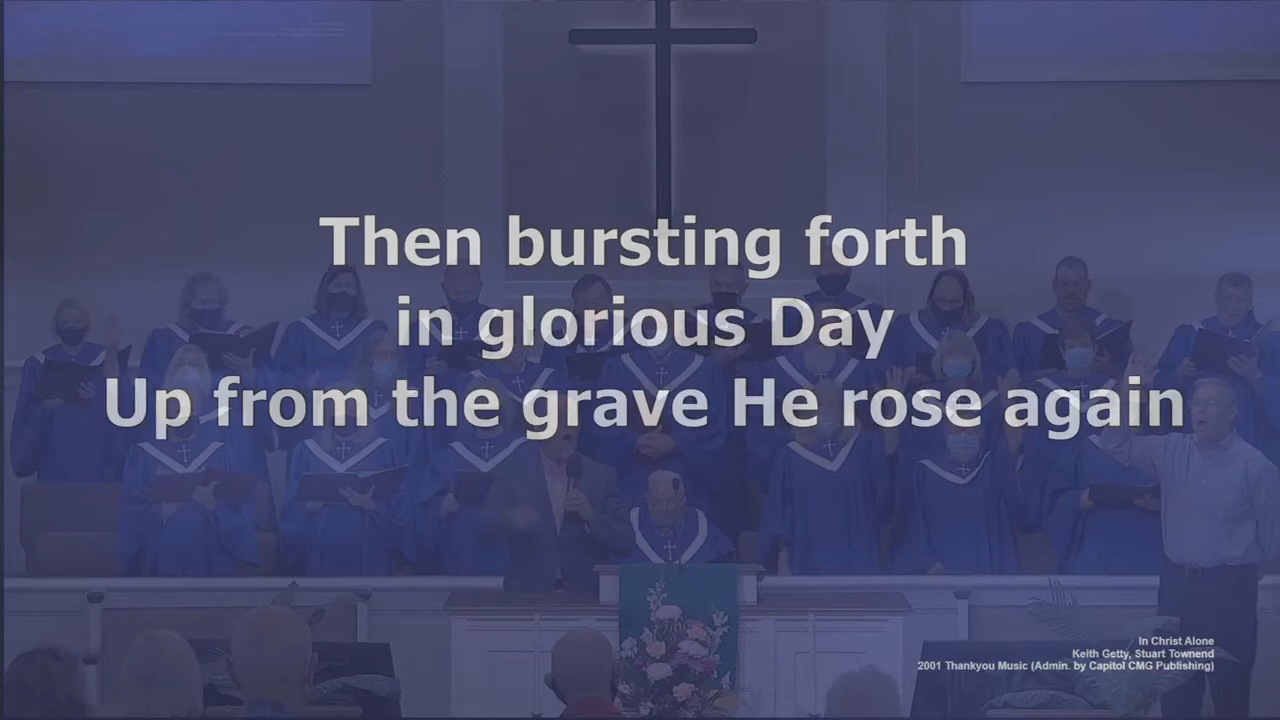 Then bursting forth
in glorious Day
Up from the grave He rose again
In Christ Alone
Keith Getty, Stuart Townend
2001 Thankyou Music (Admin. by Capitol CMG Publishing)